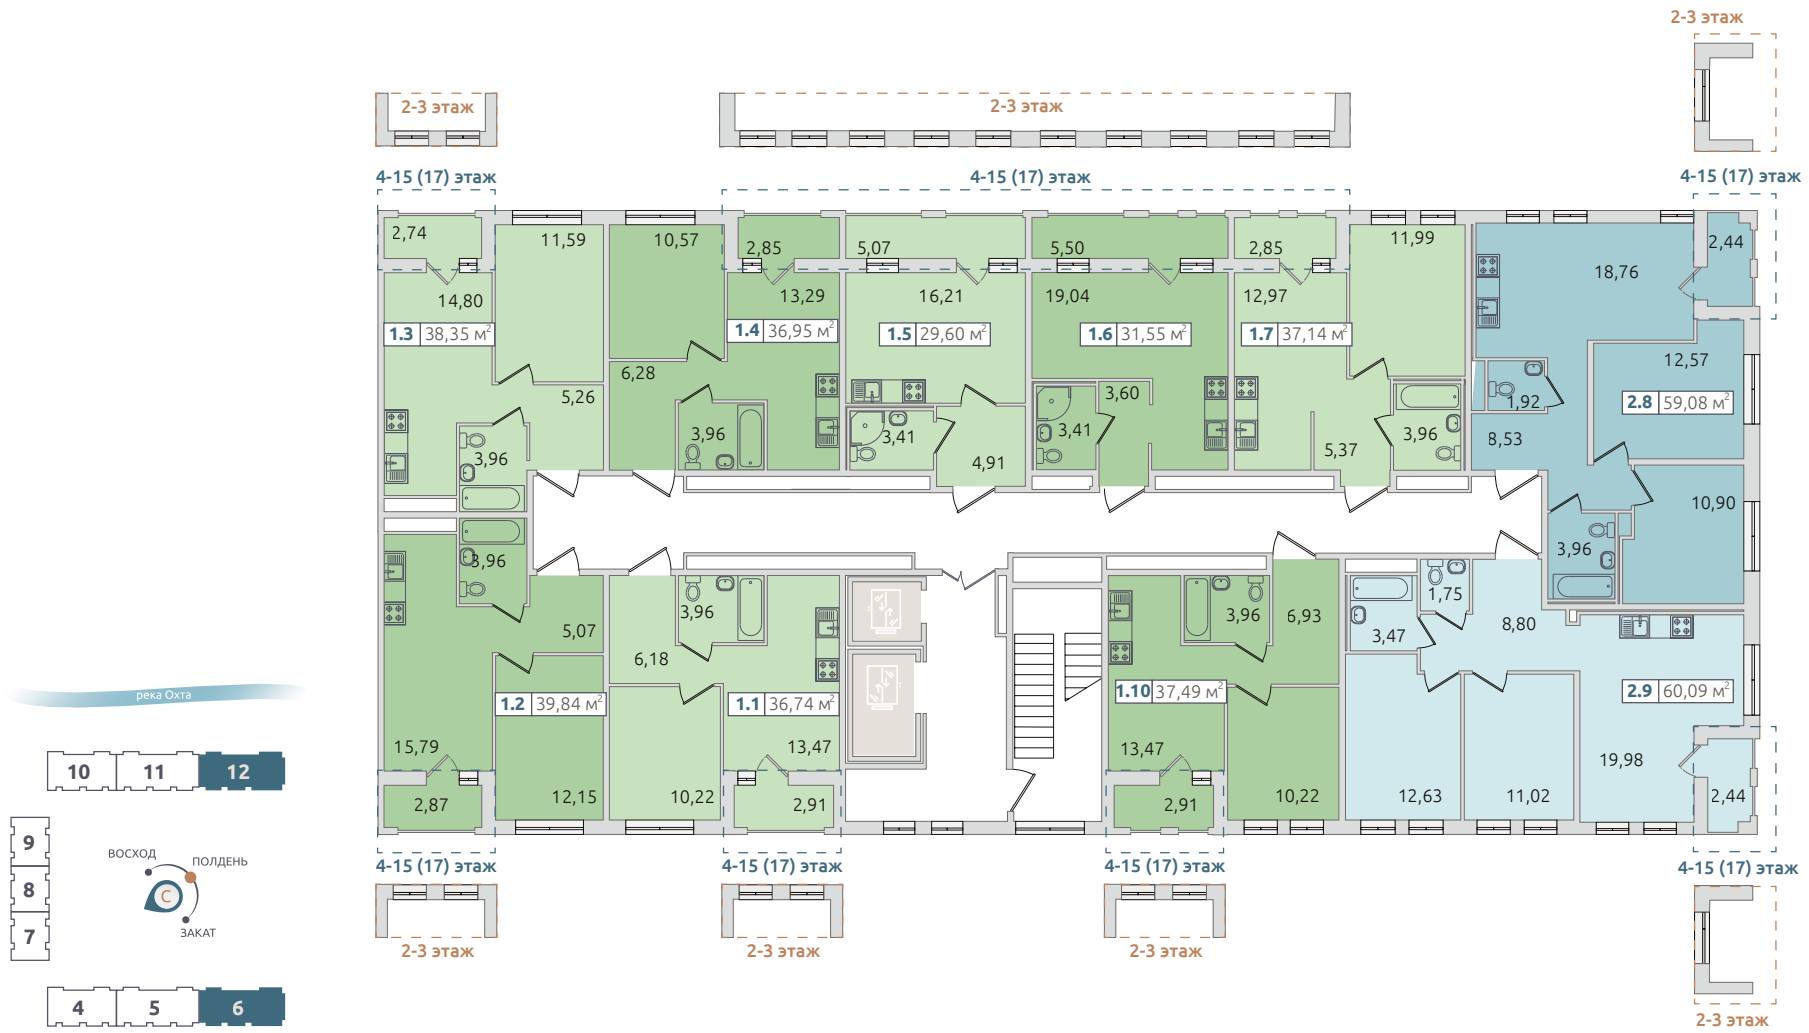 2-3 этаж
2-3 этаж
2-3 этаж
4-15 (17) этаж
4-15 (17) этаж
4-15 (17) этаж
2,74
11,59
10,57
2,85
5,07
5,50
2,85
11,99
2,44
18,76
14,80
13,29
16,21
19,04
12,97
1.3 38,35 м²
1.4 36,95 м²
1.5 29,60 м²
1.6 31,55 м²
1.7 37,14 м²
12,57
6,28
5,26
3,60
1,92
2.8 59,08 м²
3,96
3,96
3,41
3,41
3,96
8,53
4,91
5,37
10,90
3,96
3,96
3,96
3,96
1,75
5,07
6,18
6,93
3,47
8,80
река Охта
1.2 39,84 м²
1.1 36,74 м²
1.10 37,49 м²
2.9 60,09 м²
15,79
13,47
13,47
19,98
10 11 12
2,87
12,15
10,22
2,91
2,91
10,22
12,63
11,02
2,44
9
8
7
ВОСХОД
ПОЛДЕНЬ
С
ЗАКАТ
4-15 (17) этаж
4-15 (17) этаж
4-15 (17) этаж
4-15 (17) этаж
2-3 этаж
2-3 этаж
2-3 этаж
4 5 6
2-3 этаж